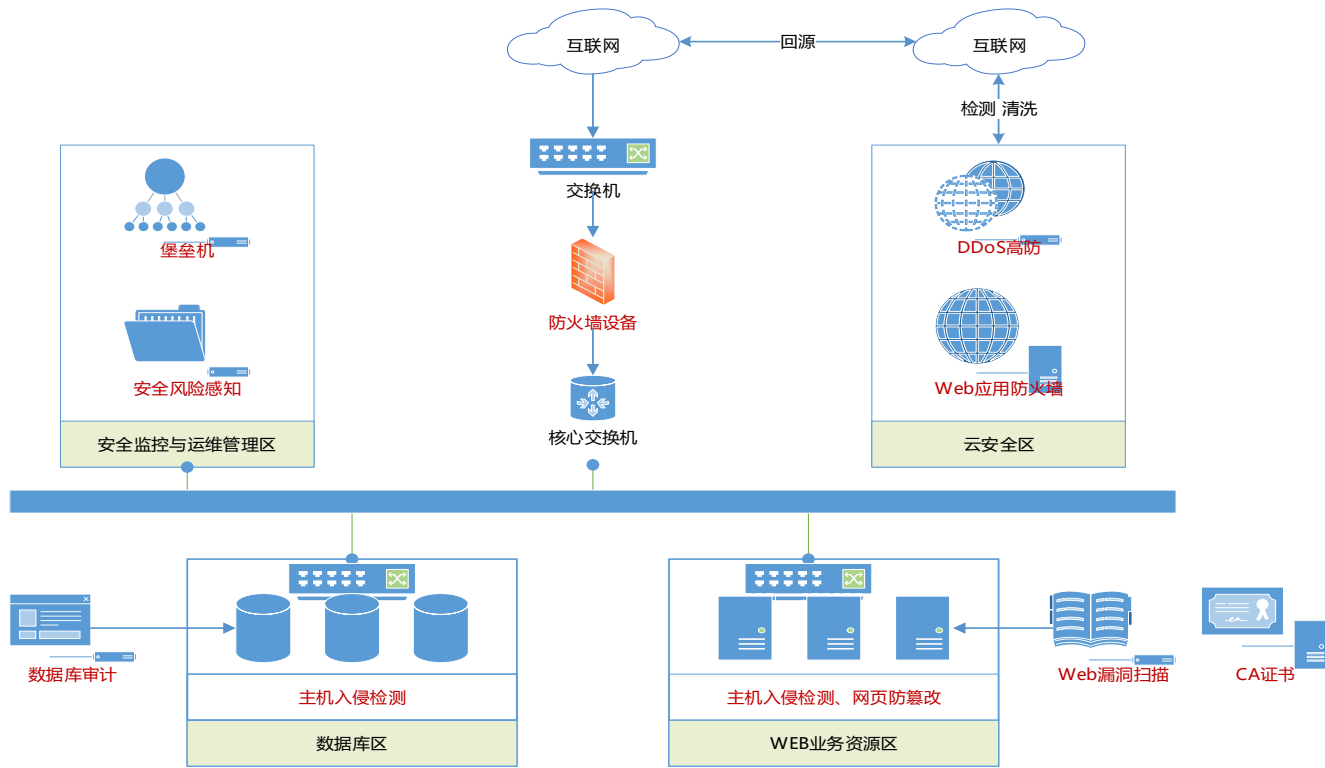 互联网
回源
互联网
检测 清洗
交换机
堡垒机
DDoS高防
防火墙设备
安全风险感知
Web应用防火墙
核心交换机
安全监控与运维管理区
云安全区
数据库审计
Web漏洞扫描
CA证书
主机入侵检测
主机入侵检测、网页防篡改
数据库区
WEB业务资源区